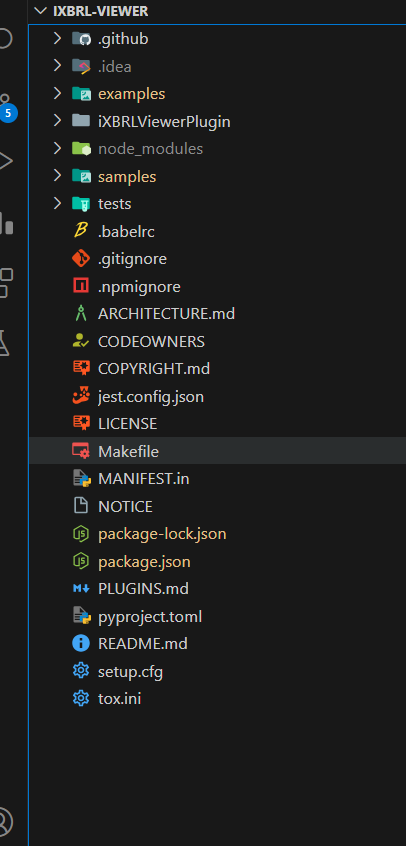 IXBRL-VIEWER
.github
.idea
5
examples
iXBRLViewerPlugin
node_modules
samples
tests
.babelrc
.gitignore
.npmignore
ARCHITECTURE.md
CODEOWNERS
COPYRIGHT.md
jest.config.json
LICENSE
Makefile
MANIFEST.in
NOTICE
package-lock.json
package.json
PLUGINS.md
pyproject.toml
README.md
setup.cfg
tox.ini